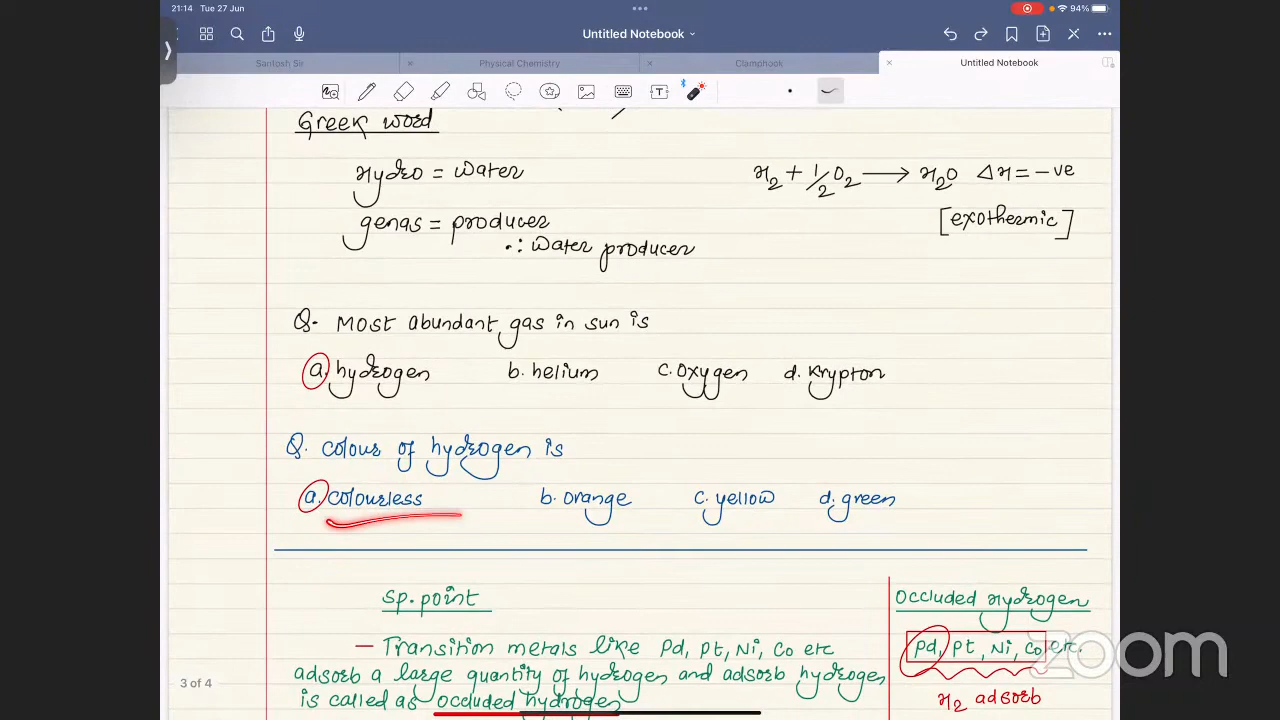 21:14 Tue 27 Jun
94%
Untitled Notebook
Santosh Sir
Physical Chemistry
Clamphook
Untitled Notebook
Greek word
Hydro = water
genas = producer
∴ water producer
H2 + 1/2 O2 → H2O ΔH = -ve
[exothermic]
Q. Most abundant gas in sun is
a. hydrogen b. helium c. oxygen d. Krypton
Q. colour of hydrogen is
a. colourless b. orange c. yellow d. green
Sp. point
— Transition metals like Pd, Pt, Ni, Co etc
adsorb a large quantity of hydrogen and adsorb hydrogen
is called as occluded hydrogen
Occluded Hydrogen
Pd, Pt, Ni, Co etc.
H2 adsorb
zoom
3 of 4